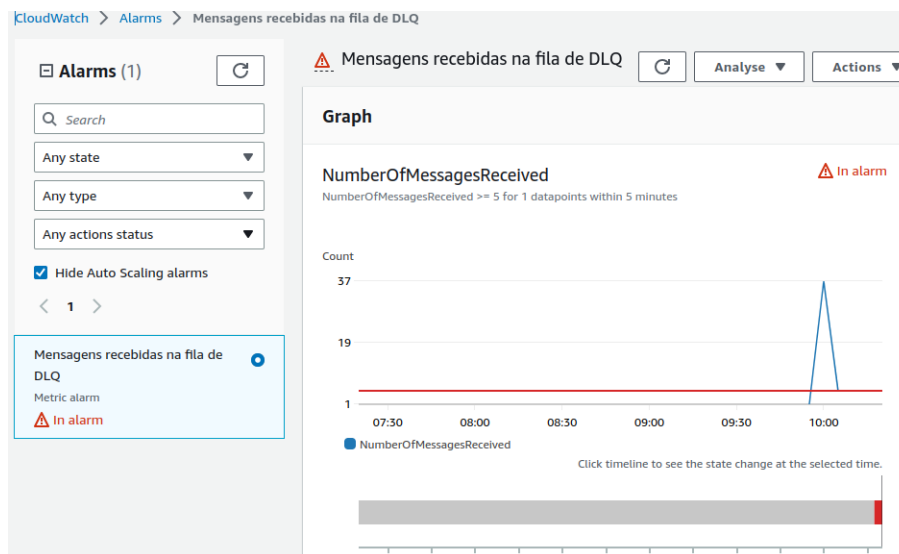 CloudWatch > Alarms > Mensagens recebidas na fila de DLQ
Alarms (1)
Search
Any state
Any type
Any actions status
Hide Auto Scaling alarms
< 1 >
Mensagens recebidas na fila de
DLQ
Metric alarm
In alarm
Mensagens recebidas na fila de DLQ
Analyse
Actions
Graph
NumberOfMessagesReceived
In alarm
NumberOfMessagesReceived >= 5 for 1 datapoints within 5 minutes
Count
37
19
1
07:30 08:00 08:30 09:00 09:30 10:00
NumberOfMessagesReceived
Click timeline to see the state change at the selected time.